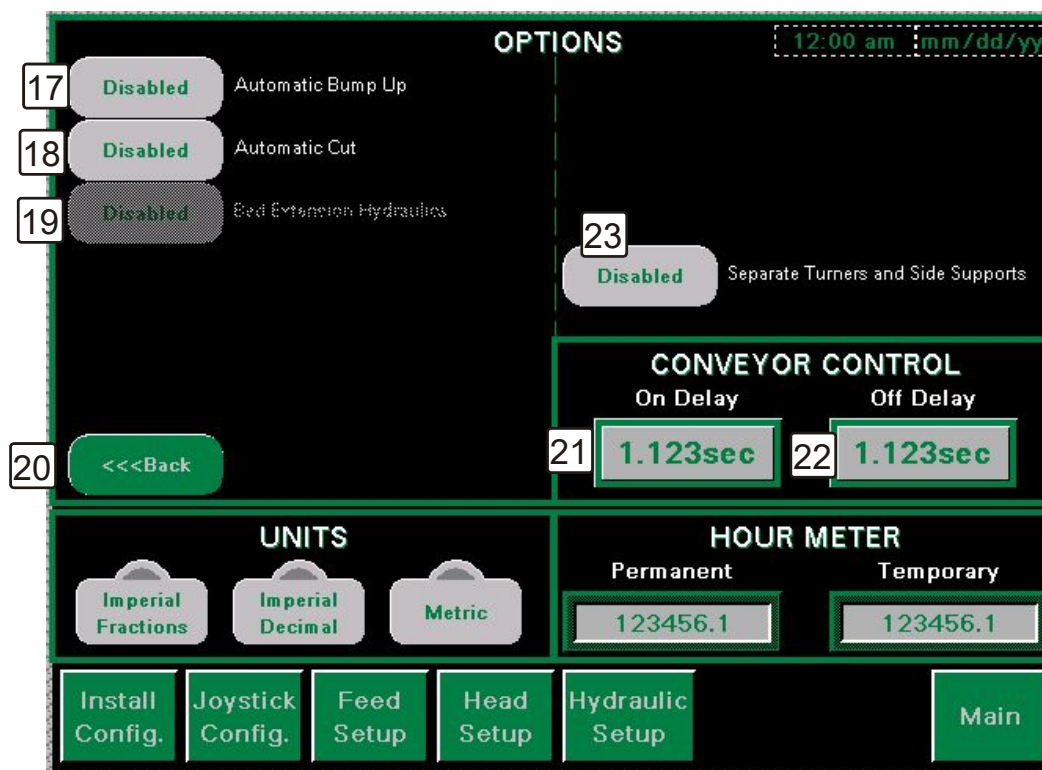 OPTIONS
12:00 am mm/dd/yy
17 Disabled Automatic Bump Up
18 Disabled Automatic Cut
19 Disabled Bed Extension Hydraulics
23
Disabled Separate Turners and Side Supports
CONVEYOR CONTROL
On Delay Off Delay
21 1.123sec 22 1.123sec
20 <<<Back
UNITS
Imperial
Fractions
Imperial
Decimal
Metric
HOUR METER
Permanent Temporary
123456.1 123456.1
Install
Config.
Joystick
Config.
Feed
Setup
Head
Setup
Hydraulic
Setup
Main